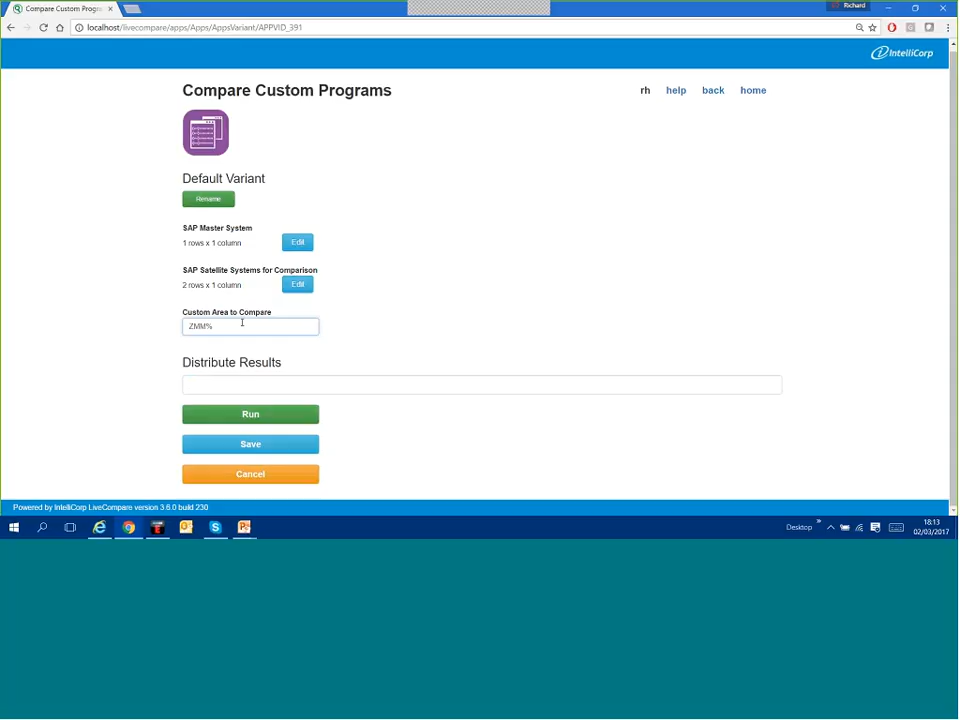 Compare Custom Progra
Richard
localhost/livecompare/apps/Apps/AppsVariant/APPVID_391
IntelliCorp
Compare Custom Programs
rh help back home
Default Variant
Rename
SAP Master System
1 rows x 1 column Edit
SAP Satellite Systems for Comparison
2 rows x 1 column Edit
Custom Area to Compare
ZMM%
Distribute Results
Run
Save
Cancel
Powered by IntelliCorp LiveCompare version 3.6.0 build 230
Desktop
18:13
02/03/2017